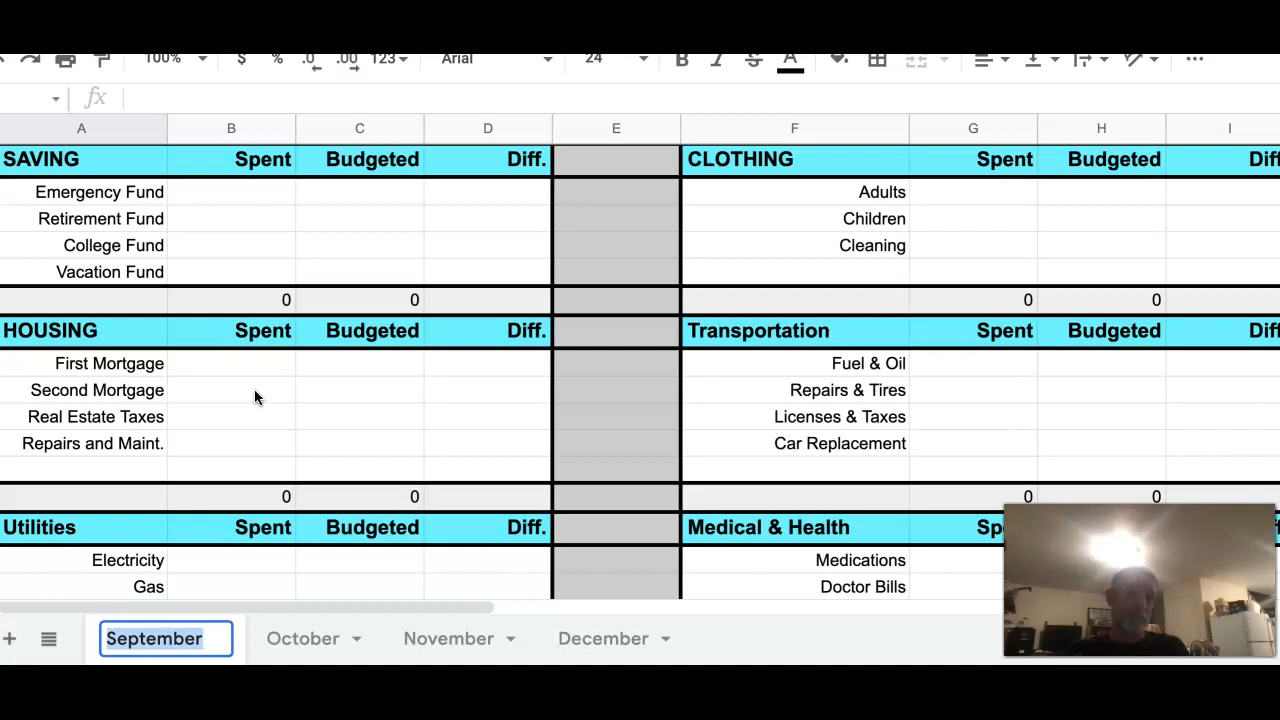 100% $ % .0 .00 123 Arial 24 B I S A
fx
A B C D E F G H I
SAVING Spent Budgeted Diff. CLOTHING Spent Budgeted Diff
Emergency Fund Adults
Retirement Fund Children
College Fund Cleaning
Vacation Fund
0 0 0 0
HOUSING Spent Budgeted Diff. Transportation Spent Budgeted Diff
First Mortgage Fuel & Oil
Second Mortgage Repairs & Tires
Real Estate Taxes Licenses & Taxes
Repairs and Maint. Car Replacement
0 0 0 0
Utilities Spent Budgeted Diff. Medical & Health Sp
Electricity Medications
Gas Doctor Bills
+ September October November December